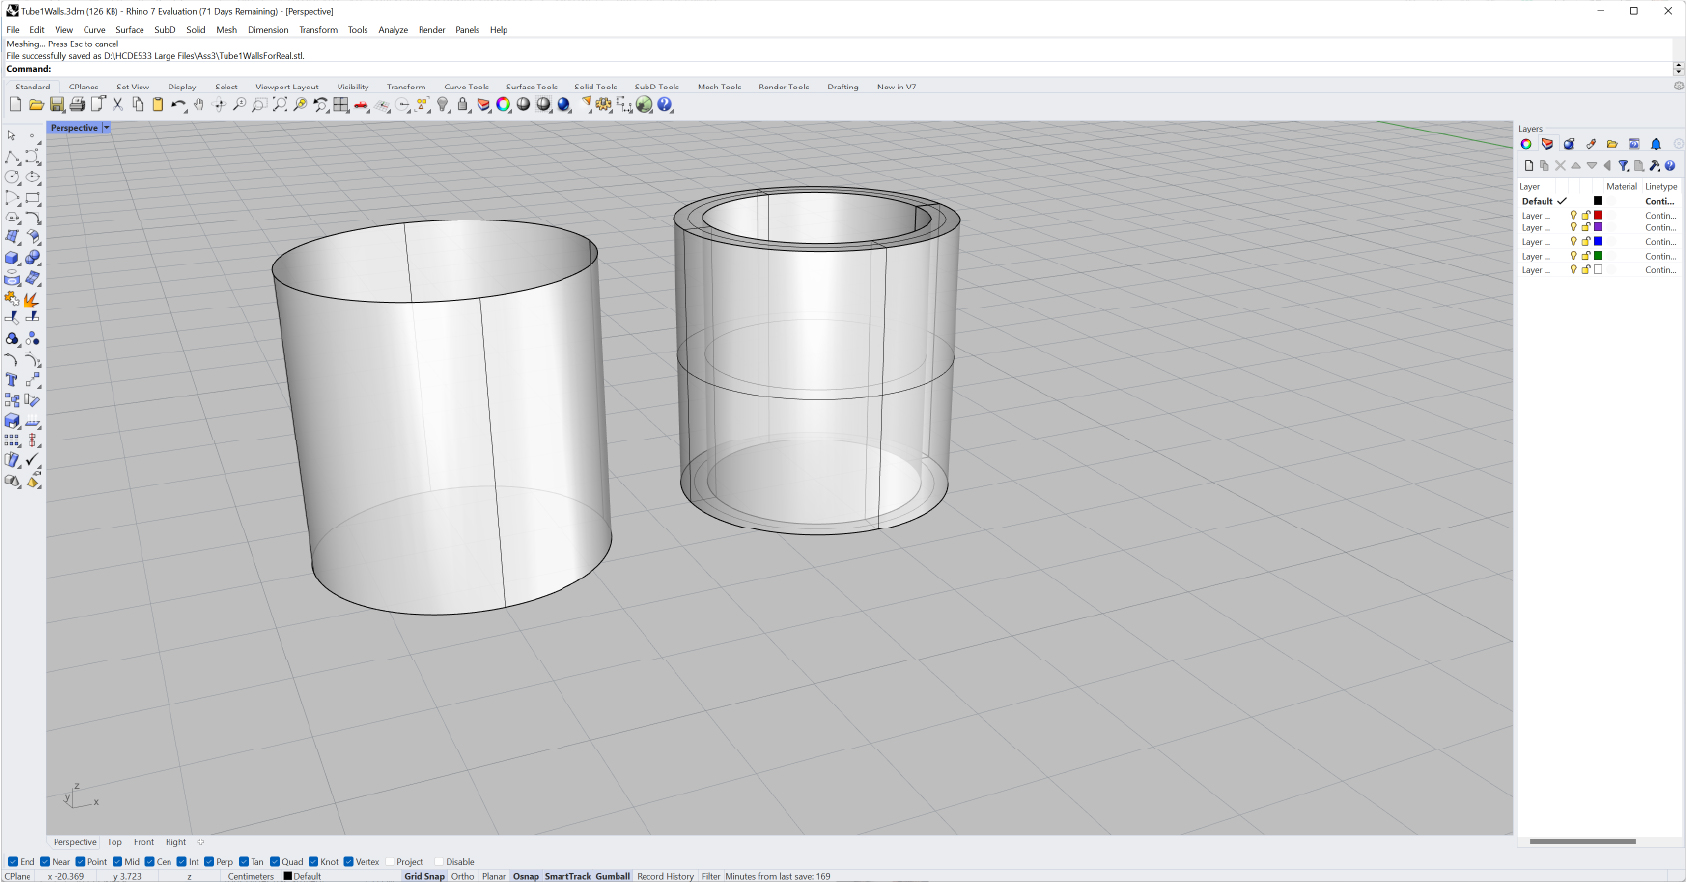 Tube1Walls.3dm (126 KB) - Rhino 7 Evaluation (71 Days Remaining) - [Perspective]
File Edit View Curve Surface SubD Solid Mesh Dimension Transform Tools Analyze Render Panels Help
Meshing... Press Esc to cancel
File successfully saved as D:\HCDE533 Large Files\Ass3\Tube1WallsForReal.stl.
Command:
Standard CPlanes Set View Display Select Viewport Layout Visibility Transform Curve Tools Surface Tools Solid Tools SubD Tools Mesh Tools Render Tools Drafting New in V7
Perspective
Layers
Layer Material Linetype
Default Conti...
Layer ... Contin...
Layer ... Contin...
Layer ... Contin...
Layer ... Contin...
Layer ... Contin...
z
y x
Perspective Top Front Right
End Near Point Mid Cen Int Perp Tan Quad Knot Vertex Project Disable
CPlane x -20.369 y 3.723 z Centimeters Default Grid Snap Ortho Planar Osnap SmartTrack Gumball Record History Filter Minutes from last save: 169